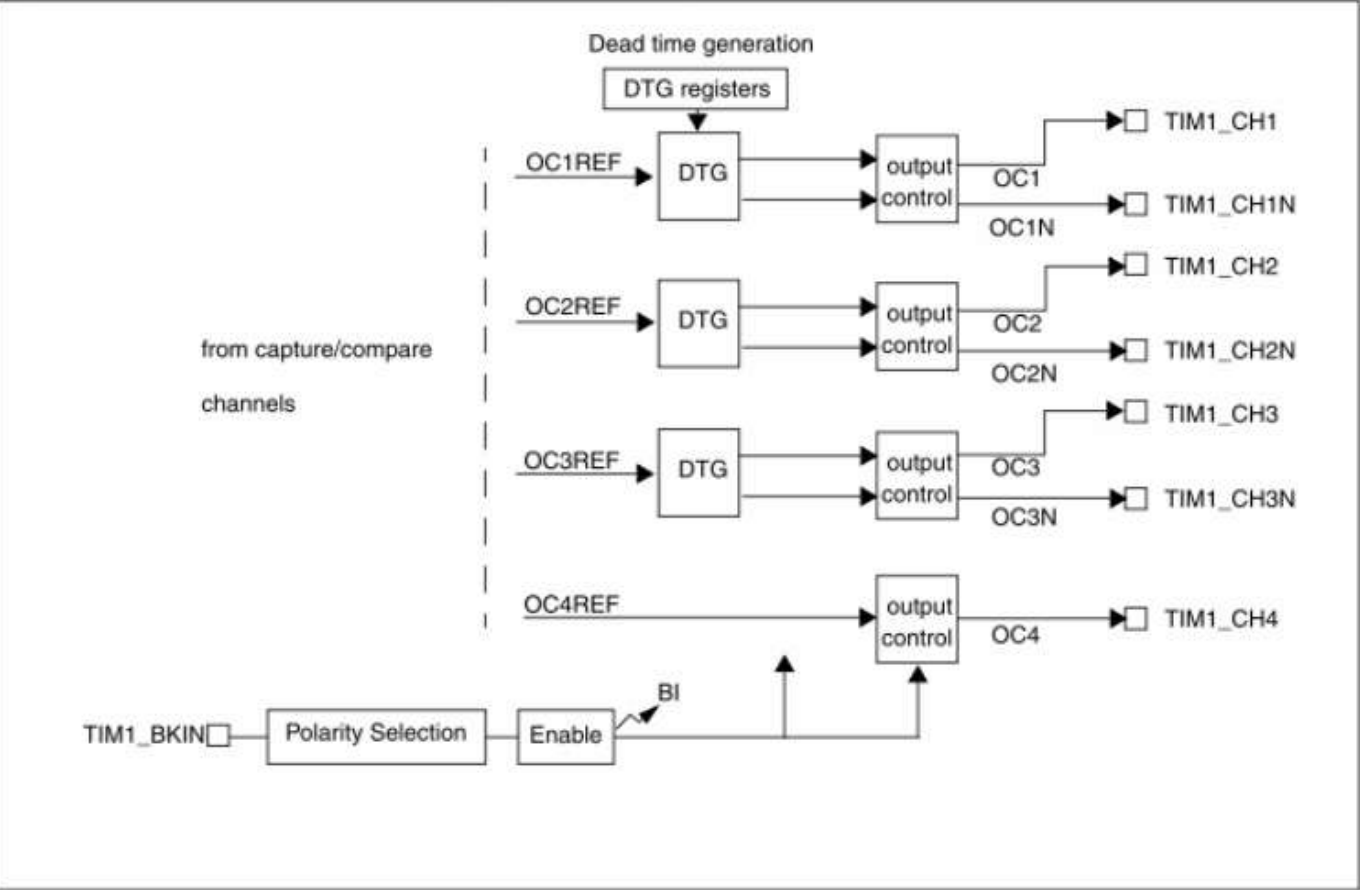 Dead time generation
DTG registers
OC1REF
DTG
output
control
OC1
OC1N
TIM1_CH1
TIM1_CH1N
OC2REF
DTG
output
control
OC2
OC2N
TIM1_CH2
TIM1_CH2N
from capture/compare
channels
OC3REF
DTG
output
control
OC3
OC3N
TIM1_CH3
TIM1_CH3N
OC4REF
output
control
OC4
TIM1_CH4
TIM1_BKIN
Polarity Selection
Enable
BI